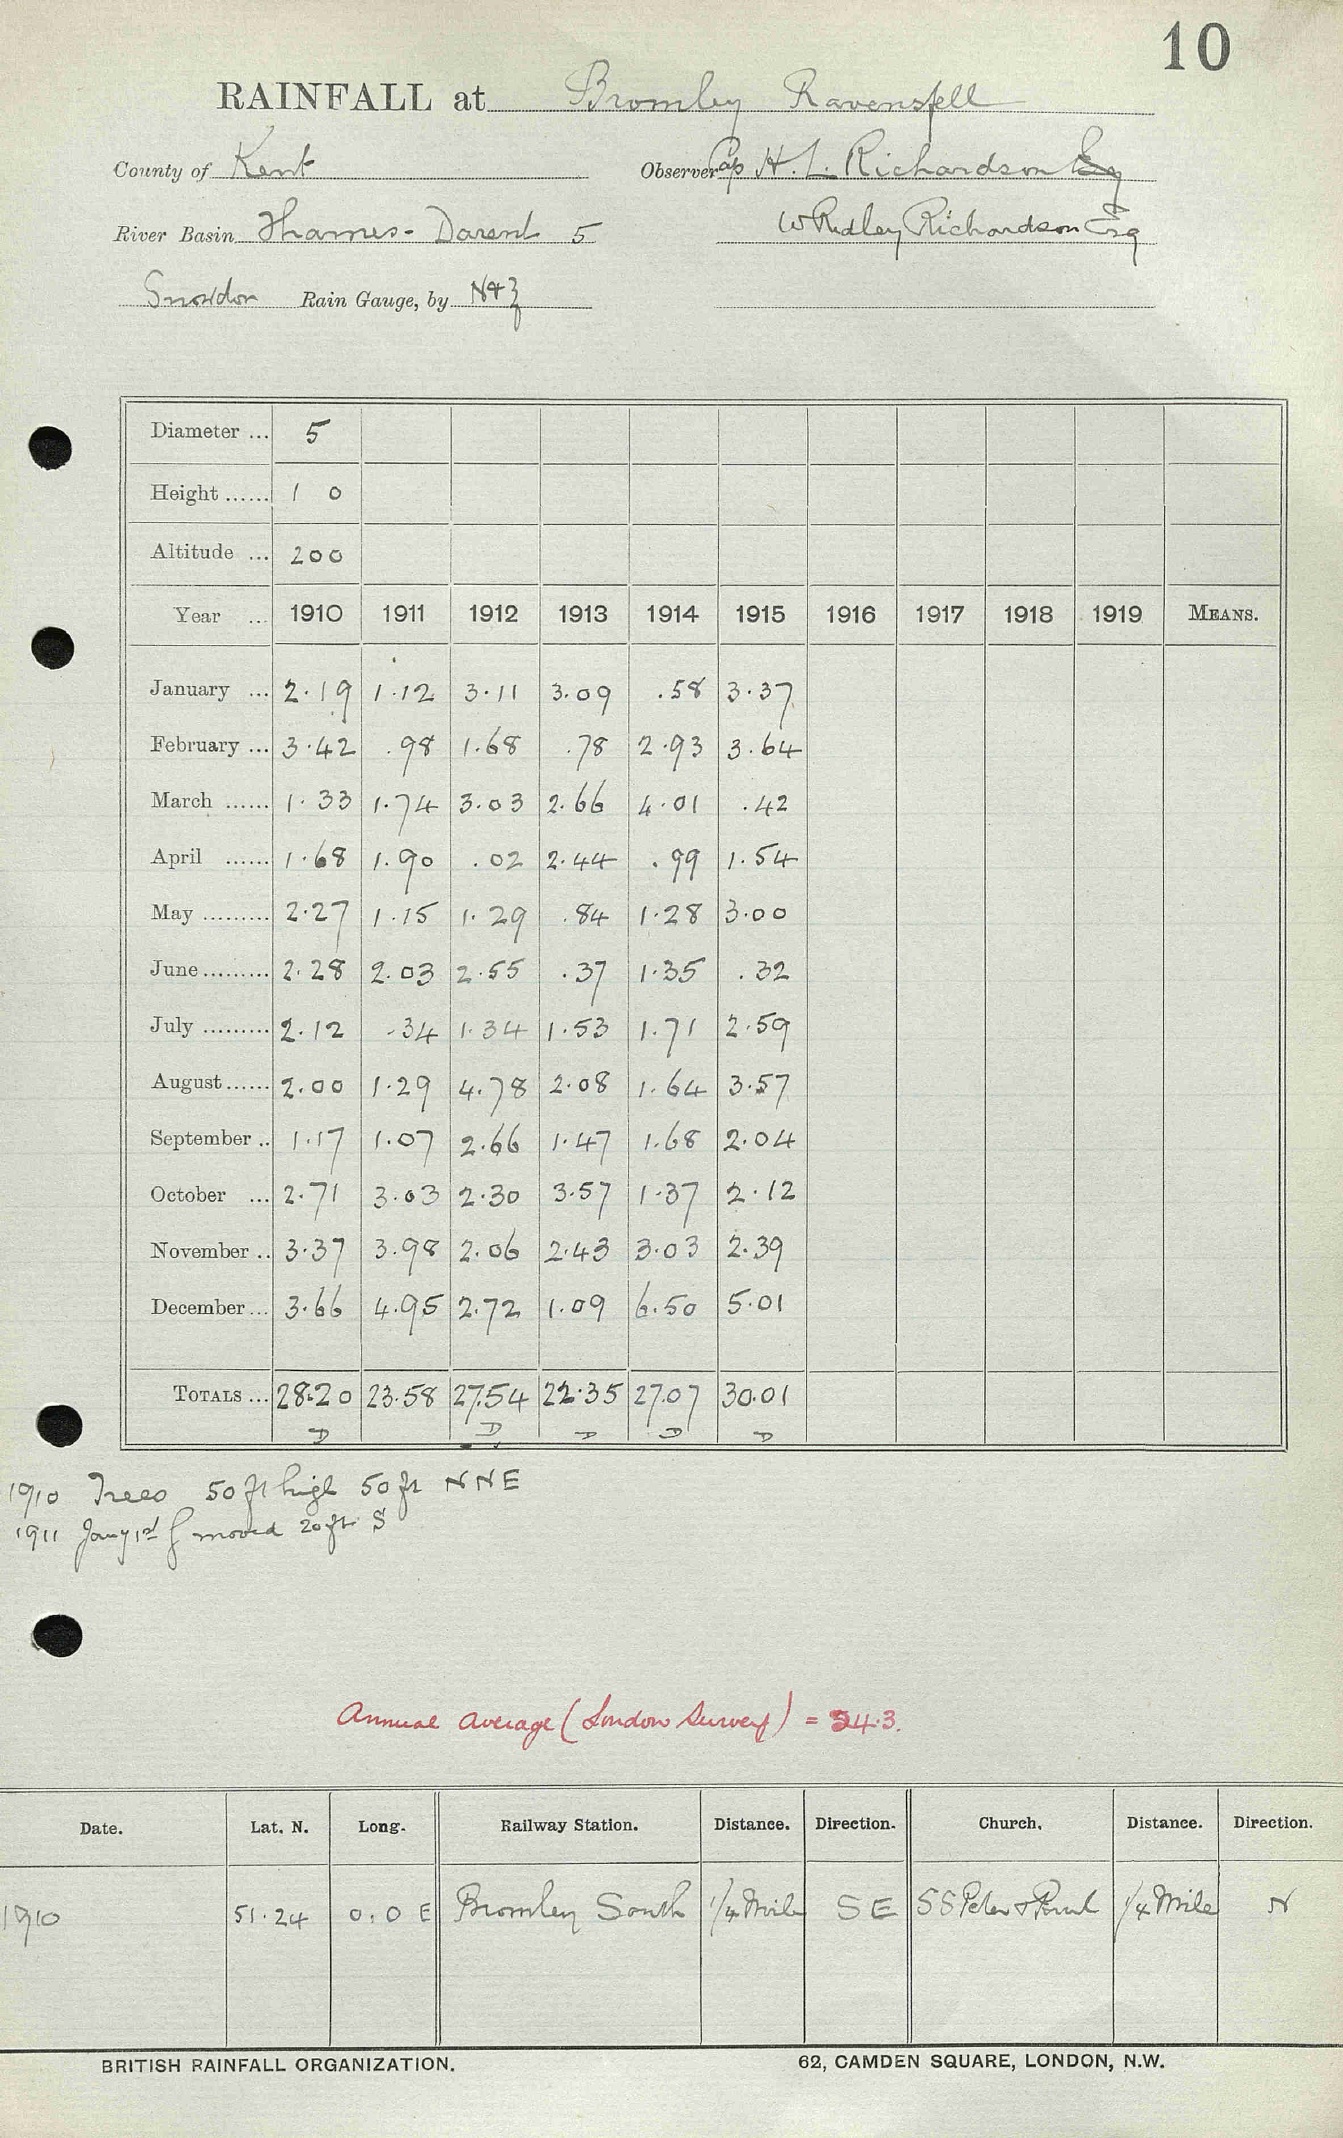 10
RAINFALL at Bromley Ravensfell
County of Kent Observer Cap H. L. Richardson Esq
River Basin Thames - Darent 5 W Ridley Richardson Esq
Snowdon Rain Gauge, by N & Z
Diameter ... 5
Height ...... 1 0
Altitude ... 200
Year ... 1910 1911 1912 1913 1914 1915 1916 1917 1918 1919 MEANS.
January ... 2.19 1.12 3.11 3.09 .58 3.37
February ... 3.42 .98 1.68 .78 2.93 3.64
March ...... 1.33 1.74 3.03 2.66 4.01 .42
April ...... 1.68 1.90 .02 2.44 .99 1.54
May ......... 2.27 1.15 1.29 .84 1.28 3.00
June ......... 2.28 2.03 2.55 .37 1.35 .32
July ......... 2.12 .34 1.34 1.53 1.71 2.59
August ...... 2.00 1.29 4.78 2.08 1.64 3.57
September .. 1.17 1.07 2.66 1.47 1.68 2.04
October ... 2.71 3.03 2.30 3.57 1.37 2.12
November .. 3.37 3.98 2.06 2.43 3.03 2.39
December ... 3.66 4.95 2.72 1.09 6.50 5.01
TOTALS ... 28.20 23.58 27.54 22.35 27.07 30.01
D D D D D
1910 Trees 50 ft high 50 ft NNE
1911 Jany 1st G moved 20 ft S
Annual average (London Survey) = 24.3.
Date. Lat. N. Long. Railway Station. Distance. Direction. Church. Distance. Direction.
1910 51.24 0.0 E Bromley South 1/4 Mile SE SS Peter & Paul 1/4 Mile N
BRITISH RAINFALL ORGANIZATION. 62, CAMDEN SQUARE, LONDON, N.W.